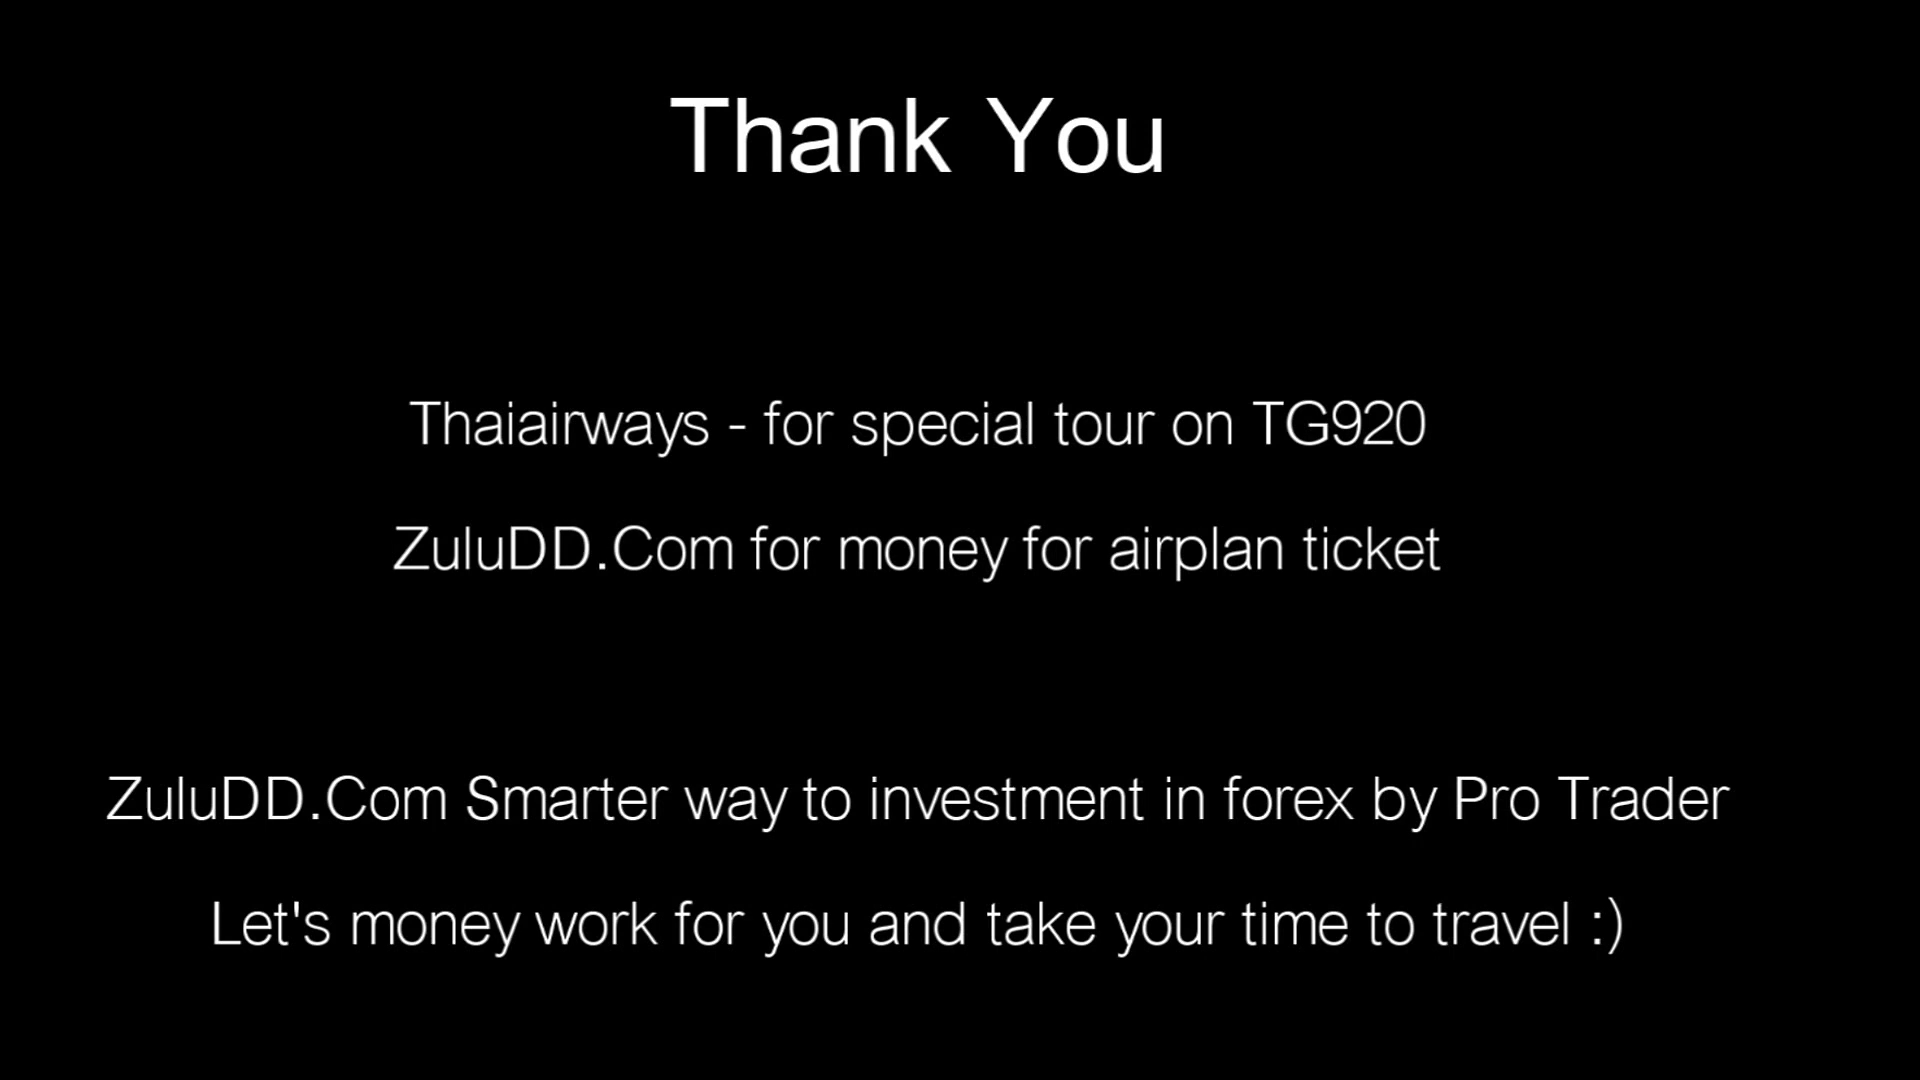 Thank You
Thaiairways - for special tour on TG920
ZuluDD.Com for money for airplan ticket
ZuluDD.Com Smarter way to investment in forex by Pro Trader
Let's money work for you and take your time to travel :)